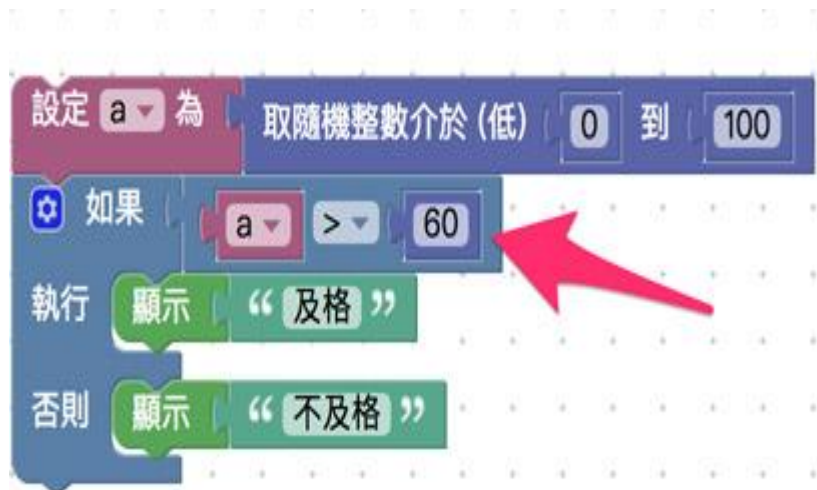 設定 a 為 取隨機整數介於 (低) 0 到 100
如果 a > 60
執行 顯示 “ 及格 ”
否則 顯示 “ 不及格 ”